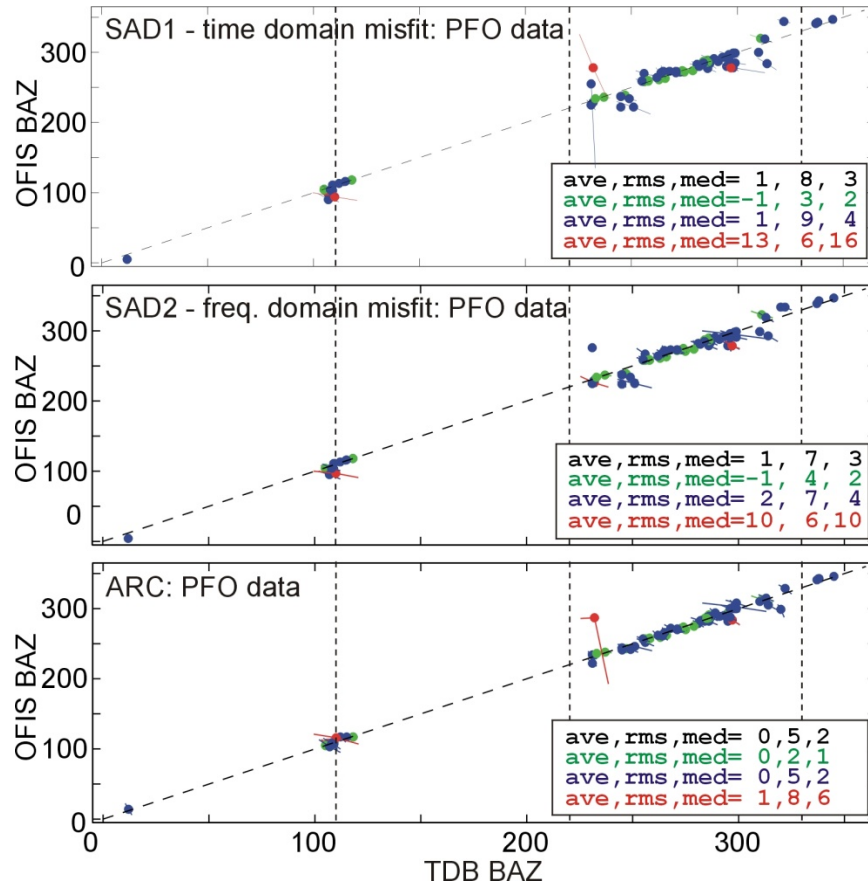 SAD1 - time domain misfit: PFO data
300
200
100
0
OFIS BAZ
ave,rms,med= 1, 8, 3
ave,rms,med=-1, 3, 2
ave,rms,med= 1, 9, 4
ave,rms,med=13, 6,16
SAD2 - freq. domain misfit: PFO data
300
200
100
0
OFIS BAZ
ave,rms,med= 1, 7, 3
ave,rms,med=-1, 4, 2
ave,rms,med= 2, 7, 4
ave,rms,med=10, 6,10
ARC: PFO data
300
200
100
0
OFIS BAZ
ave,rms,med= 0,5,2
ave,rms,med= 0,2,1
ave,rms,med= 0,5,2
ave,rms,med= 1,8,6
0 100 200 300
TDB BAZ